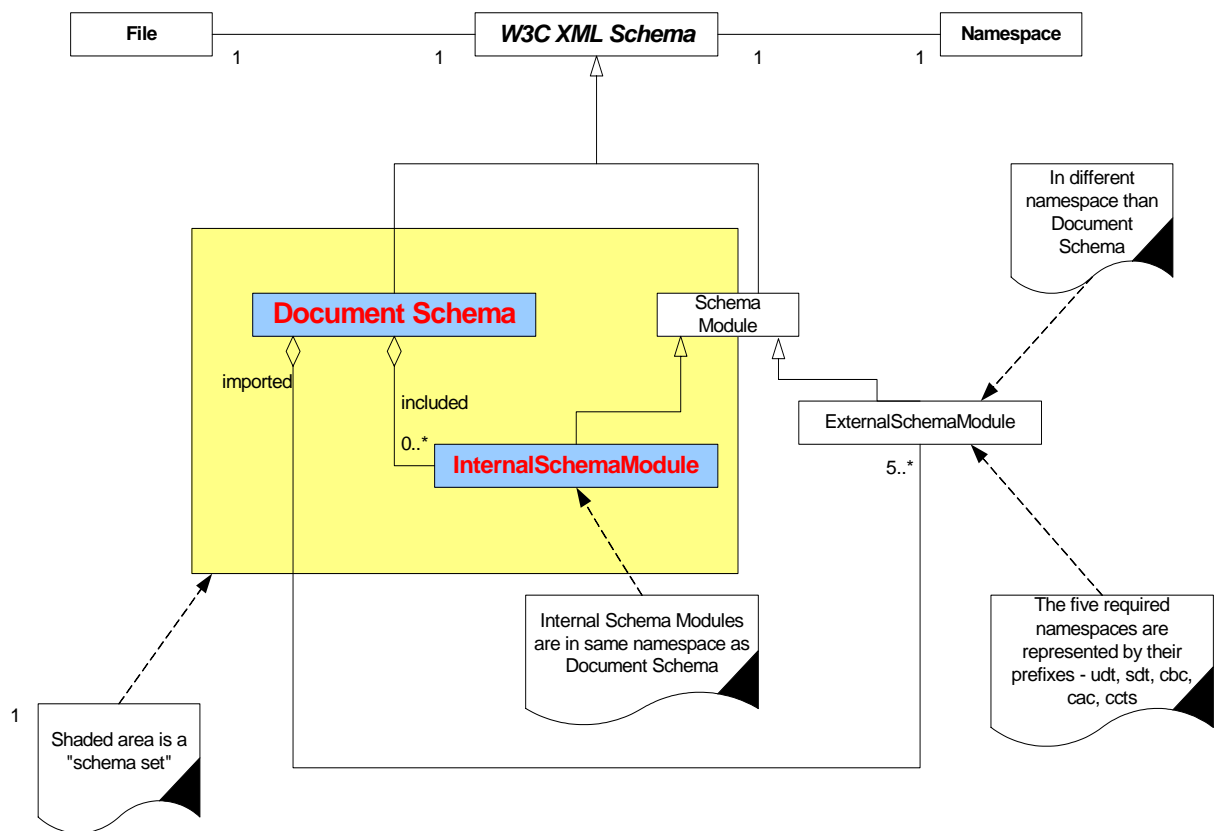 File
W3C XML Schema
Namespace
1
1
1
1
In different
namespace than
Document
Schema
Document Schema
Schema
Module
imported
included
0..*
InternalSchemaModule
ExternalSchemaModule
5..*
Internal Schema Modules
are in same namespace as
Document Schema
The five required
namespaces are
represented by their
prefixes - udt, sdt, cbc,
cac, ccts
1
Shaded area is a
"schema set"